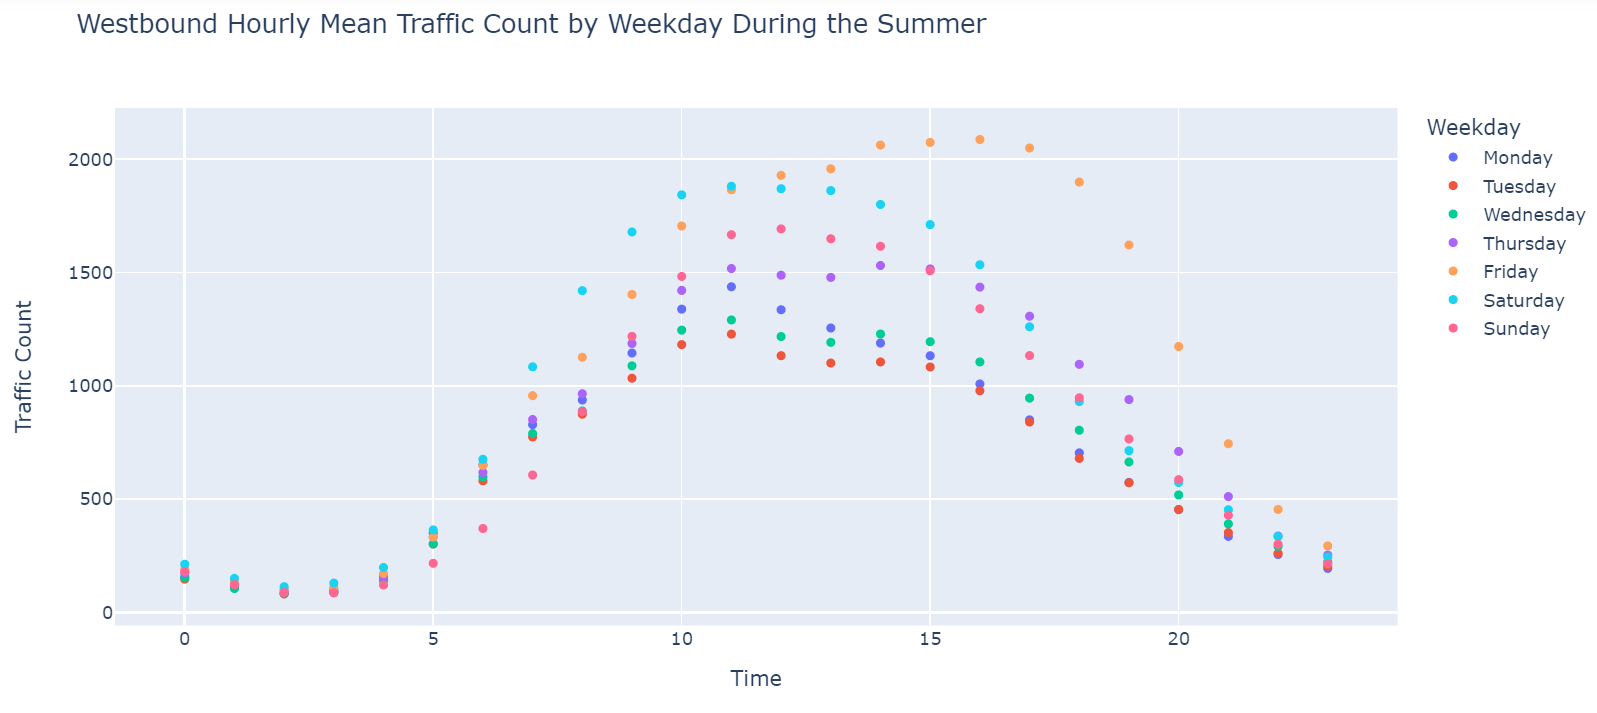 Westbound Hourly Mean Traffic Count by Weekday During the Summer
Traffic Count
2000
1500
1000
500
0
0
5
10
15
20
Time
Weekday
Monday
Tuesday
Wednesday
Thursday
Friday
Saturday
Sunday